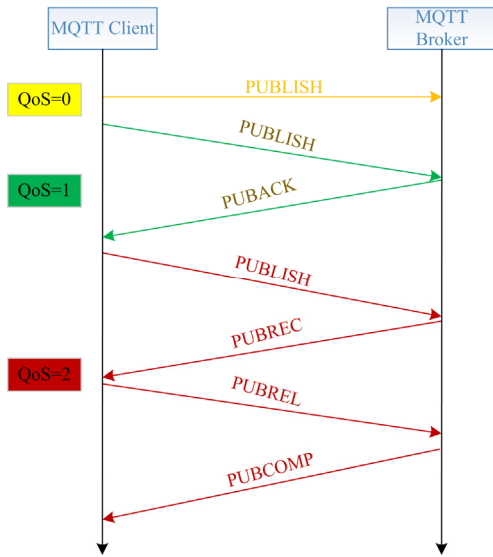 MQTT Client
MQTT
Broker
QoS=0
PUBLISH
PUBLISH
QoS=1
PUBACK
PUBLISH
PUBREC
QoS=2
PUBREL
PUBCOMP